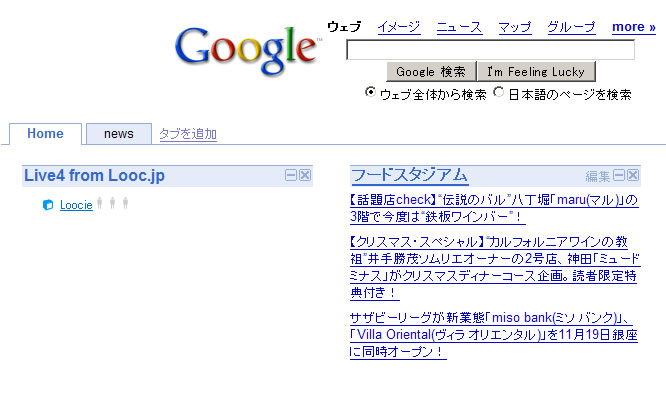 Google™
ウェブ イメージ ニュース マップ グループ more »
Google 検索 I'm Feeling Lucky
ウェブ全体から検索 日本語のページを検索
Home news タブを追加
Live4 from Looc.jp
Loocie
フードスタジアム 編集
【話題店check】“伝説のバル”八丁堀「maru(マル)」の
3階で今度は“鉄板ワインバー”！
【クリスマス・スペシャル】“カルフォルニアワインの教
祖”井手勝茂ソムリエオーナーの2号店、神田「ミュード
ミナス」がクリスマスディナーコース企画。読者限定特
典付き！
サザビーリーグが新業態「miso bank(ミソ バンク)」、
「Villa Oriental(ヴィラ オリエンタル)」を11月19日銀座
に同時オープン！